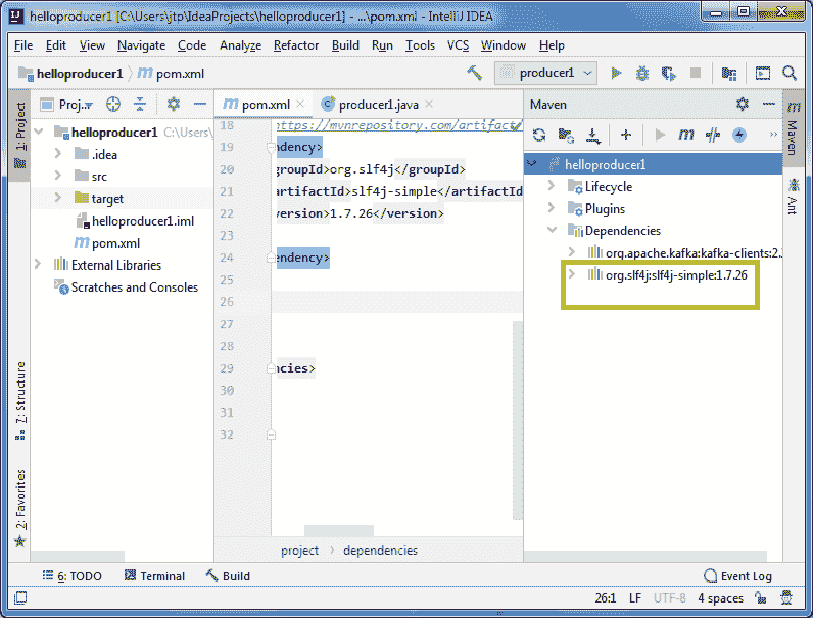 helloproducer1 [C:\Users\jtp\IdeaProjects\helloproducer1] - ...\pom.xml - IntelliJ IDEA
File Edit View Navigate Code Analyze Refactor Build Run Tools VCS Window Help
helloproducer1 pom.xml producer1
1: Project
Proj.
helloproducer1 C:\Users\
.idea
src
target
helloproducer1.iml
pom.xml
External Libraries
Scratches and Consoles
7: Structure
2: Favorites
pom.xml producer1.java
18 https://mvnrepository.com/artifact/
19 endency>
20 groupId>org.slf4j</groupId>
21 artifactId>slf4j-simple</artifactId
22 version>1.7.26</version>
23
24 endency>
25
26
27
28
29 ncies>
30
31
32
project dependencies
Maven
helloproducer1
Lifecycle
Plugins
Dependencies
org.apache.kafka:kafka-clients:2.
org.slf4j:slf4j-simple:1.7.26
Maven
Ant
6: TODO Terminal Build Event Log
26:1 LF UTF-8 4 spaces